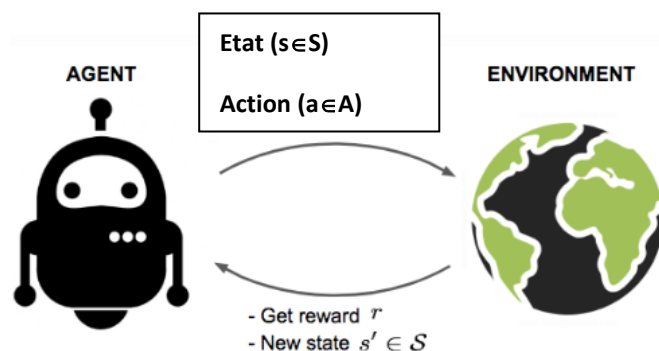 Etat (s∈S)
Action (a∈A)
AGENT
ENVIRONMENT
- Get reward r
- New state s′ ∈ 𝒮